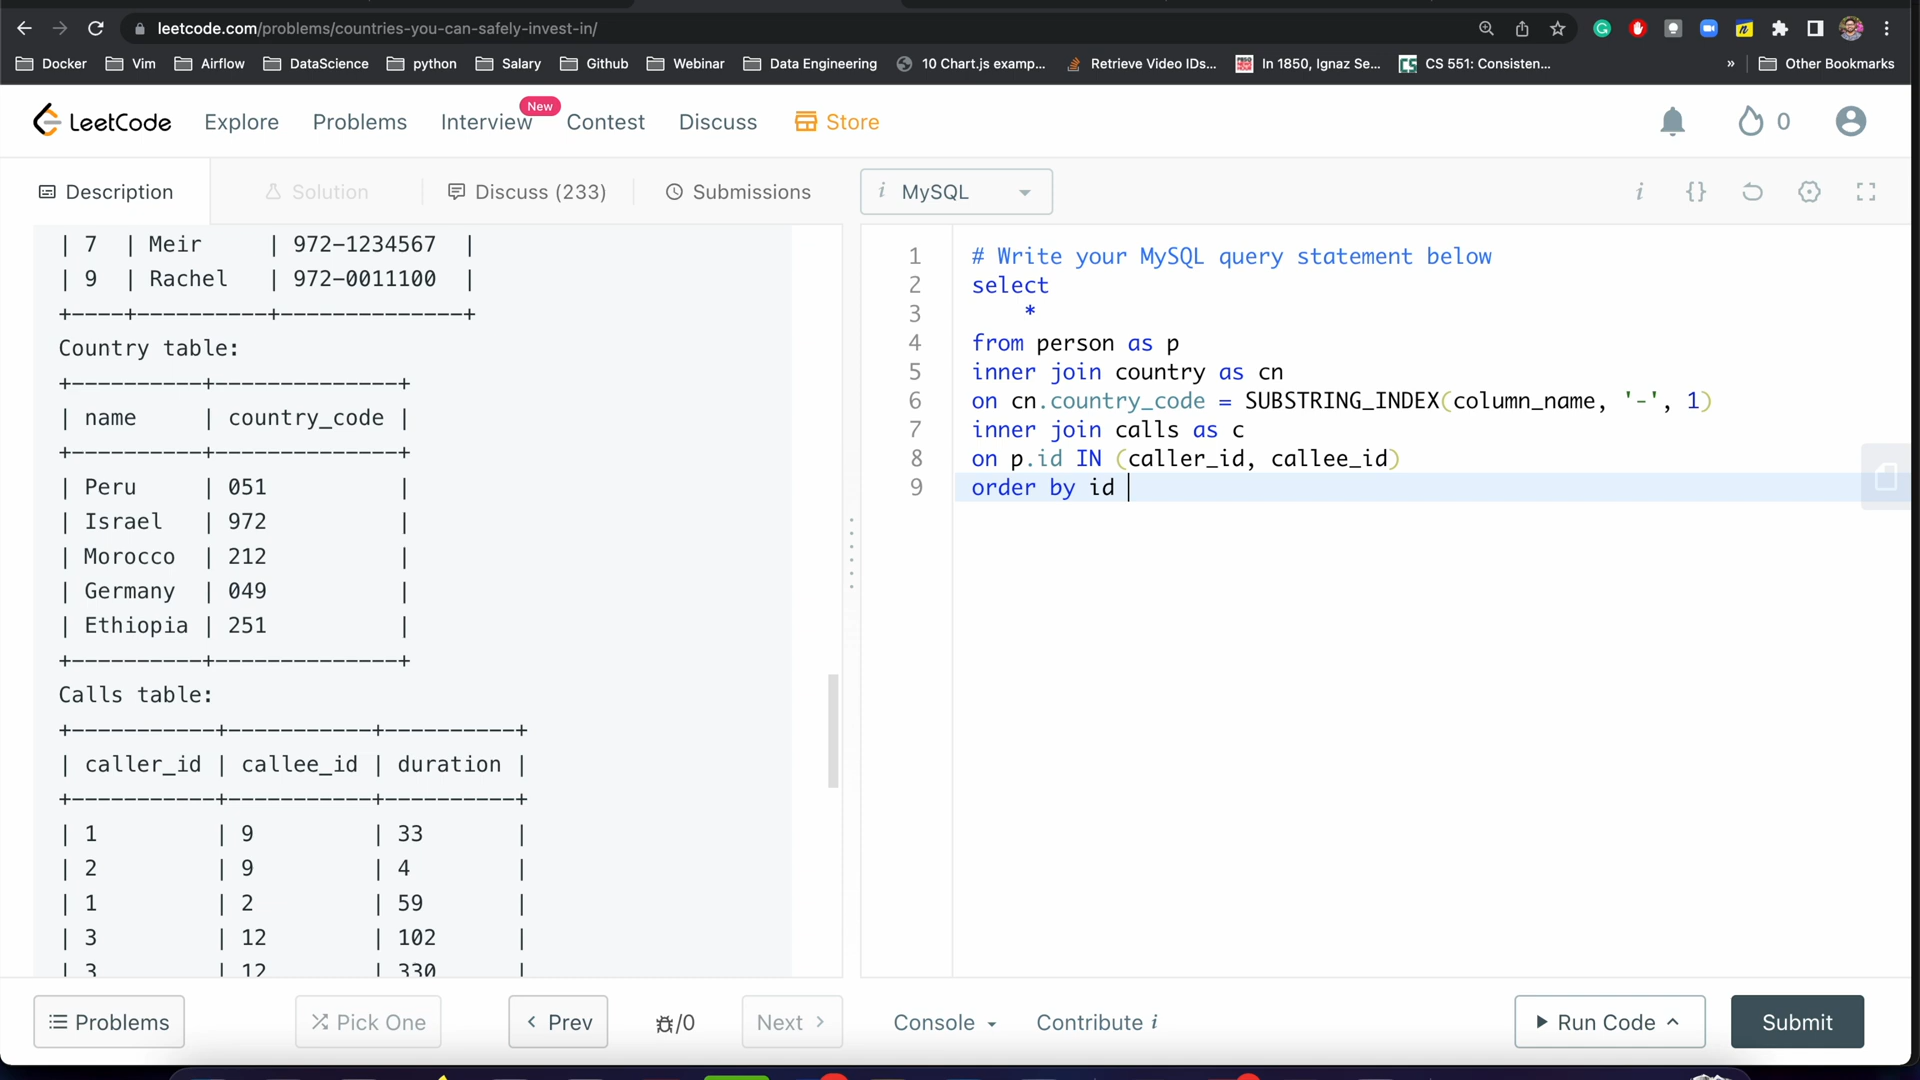 leetcode.com/problems/countries-you-can-safely-invest-in/
Docker Vim Airflow DataScience python Salary Github Webinar Data Engineering 10 Chart.js examp... Retrieve Video IDs... In 1850, Ignaz Se... CS 551: Consisten... » Other Bookmarks
LeetCode Explore Problems Interview New Contest Discuss Store 0
Description Solution Discuss (233) Submissions i MySQL i {}
| 7 | Meir | 972-1234567 |
| 9 | Rachel | 972-0011100 |
+----+----------+--------------+
Country table:
+----------+--------------+
| name | country_code |
+----------+--------------+
| Peru | 051 |
| Israel | 972 |
| Morocco | 212 |
| Germany | 049 |
| Ethiopia | 251 |
+----------+--------------+
Calls table:
+-----------+-----------+----------+
| caller_id | callee_id | duration |
+-----------+-----------+----------+
| 1 | 9 | 33 |
| 2 | 9 | 4 |
| 1 | 2 | 59 |
| 3 | 12 | 102 |
| 3 | 12 | 330 |
1 # Write your MySQL query statement below
2 select
3 *
4 from person as p
5 inner join country as cn
6 on cn.country_code = SUBSTRING_INDEX(column_name, '-', 1)
7 inner join calls as c
8 on p.id IN (caller_id, callee_id)
9 order by id
Problems Pick One Prev /0 Next Console Contribute i Run Code Submit